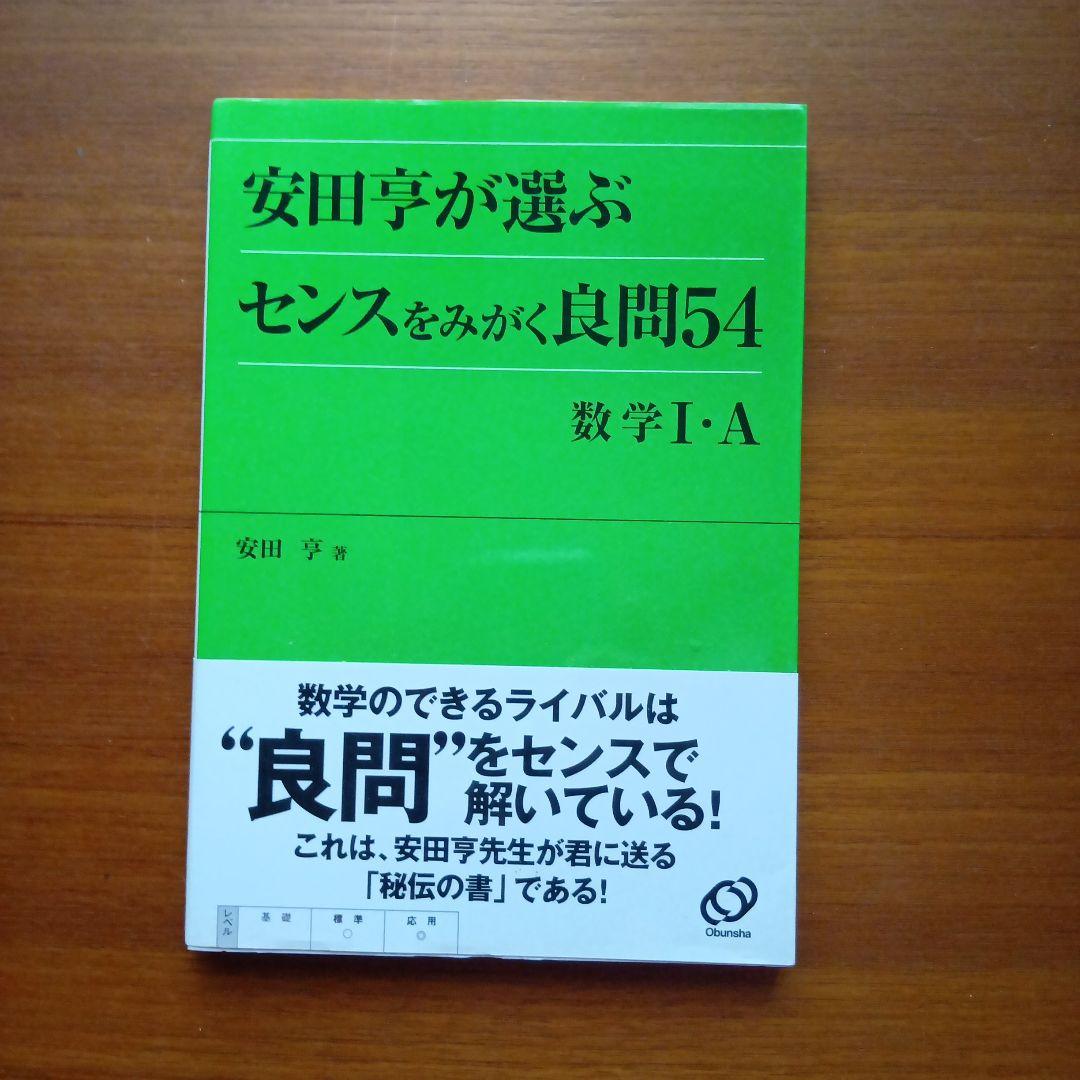 安田亨が選ぶ
センスをみがく良問54
数学I・A
安田 亨 著
数学のできるライバルは
“良問”をセンスで
解いている!
これは、安田亨先生が君に送る
「秘伝の書」である!
レベル 基礎 標準 応用
○ ◎
Obunsha